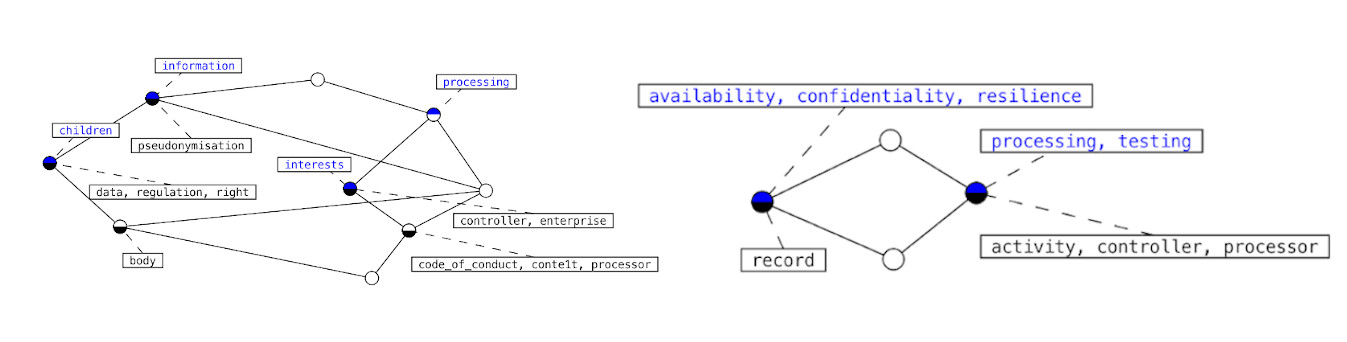 information
processing
children
pseudonymisation
interests
data, regulation, right
controller, enterprise
body
code_of_conduct, conte1t, processor
availability, confidentiality, resilience
processing, testing
record
activity, controller, processor